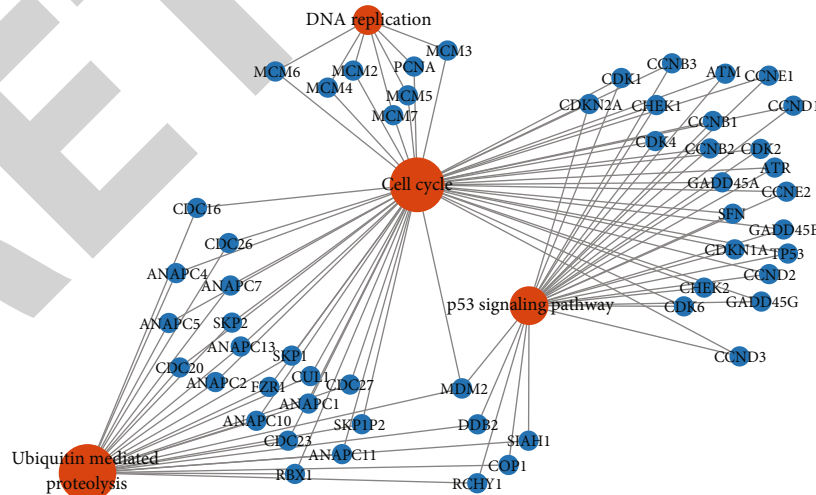 DNA replication
MCM3
MCM6
MCM2
PCNA
MCM4
MCM5
MCM7
CCNB3
CDK1
ATM
CCNE1
CDKN2A
CHEK1
CCND1
CCNB1
CDK4
CCNB2
CDK2
ATR
Cell cycle
GADD45A
CCNE2
CDC16
SFN
GADD45B
CDC26
CDKN1A
TP53
ANAPC4
CCND2
ANAPC7
CHEK2
p53 signaling pathway
CDK6
GADD45G
ANAPC5
SKP2
ANAPC13
SKP1
CCND3
CDC20
CUL1
ANAPC2
FZR1
CDC27
MDM2
ANAPC1
ANAPC10
SKP1P2
DDB2
CDC23
SIAH1
ANAPC11
Ubiquitin mediated
proteolysis
COP1
RBX1
RCHY1